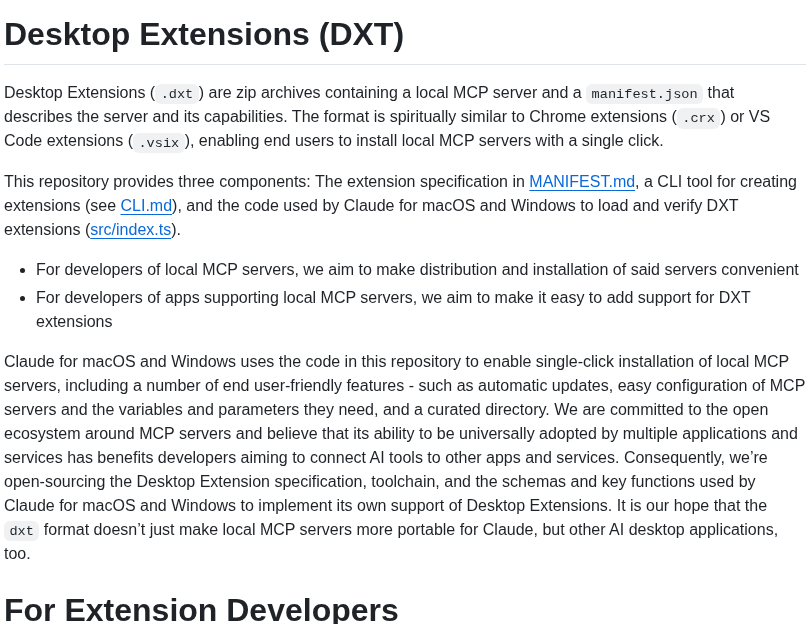 Desktop Extensions (DXT)
Desktop Extensions (.dxt) are zip archives containing a local MCP server and a manifest.json that
describes the server and its capabilities. The format is spiritually similar to Chrome extensions (.crx) or VS
Code extensions (.vsix), enabling end users to install local MCP servers with a single click.
This repository provides three components: The extension specification in MANIFEST.md, a CLI tool for creating
extensions (see CLI.md), and the code used by Claude for macOS and Windows to load and verify DXT
extensions (src/index.ts).
• For developers of local MCP servers, we aim to make distribution and installation of said servers convenient
• For developers of apps supporting local MCP servers, we aim to make it easy to add support for DXT
extensions
Claude for macOS and Windows uses the code in this repository to enable single-click installation of local MCP
servers, including a number of end user-friendly features - such as automatic updates, easy configuration of MCP
servers and the variables and parameters they need, and a curated directory. We are committed to the open
ecosystem around MCP servers and believe that its ability to be universally adopted by multiple applications and
services has benefits developers aiming to connect AI tools to other apps and services. Consequently, we’re
open-sourcing the Desktop Extension specification, toolchain, and the schemas and key functions used by
Claude for macOS and Windows to implement its own support of Desktop Extensions. It is our hope that the
dxt format doesn’t just make local MCP servers more portable for Claude, but other AI desktop applications,
too.
For Extension Developers